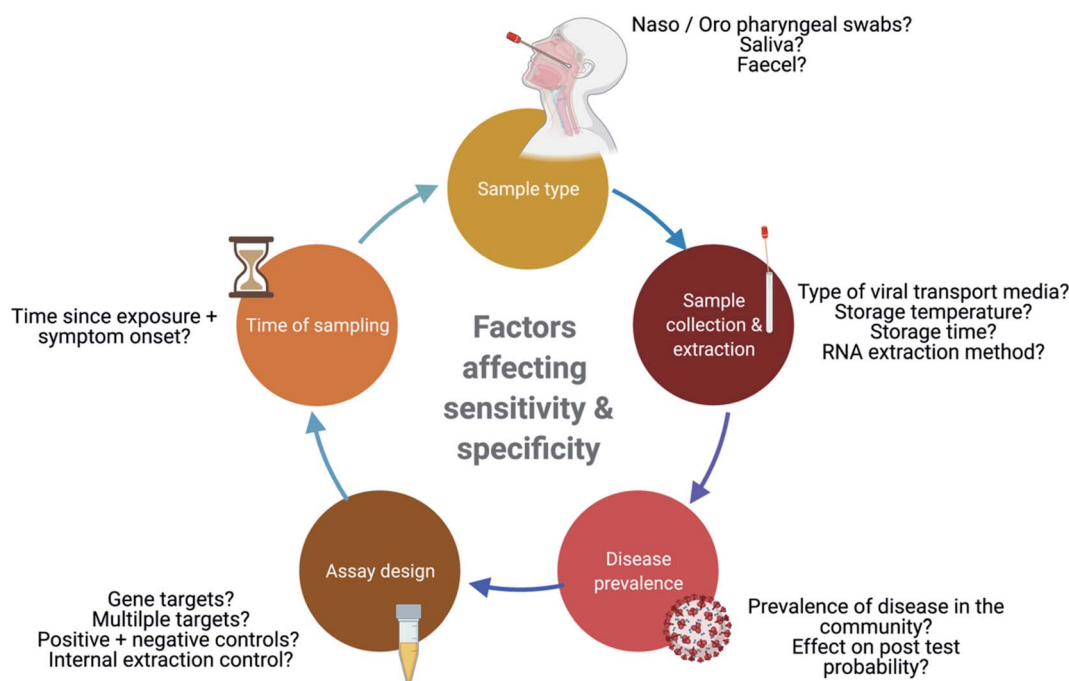 Naso / Oro pharyngeal swabs?
Saliva?
Faecel?
Sample type
Sample
collection &
extraction
Type of viral transport media?
Storage temperature?
Storage time?
RNA extraction method?
Time of sampling
Time since exposure +
symptom onset?
Factors
affecting
sensitivity &
specificity
Disease
prevalence
Prevalence of disease in the
community?
Effect on post test
probability?
Assay design
Gene targets?
Multilple targets?
Positive + negative controls?
Internal extraction control?